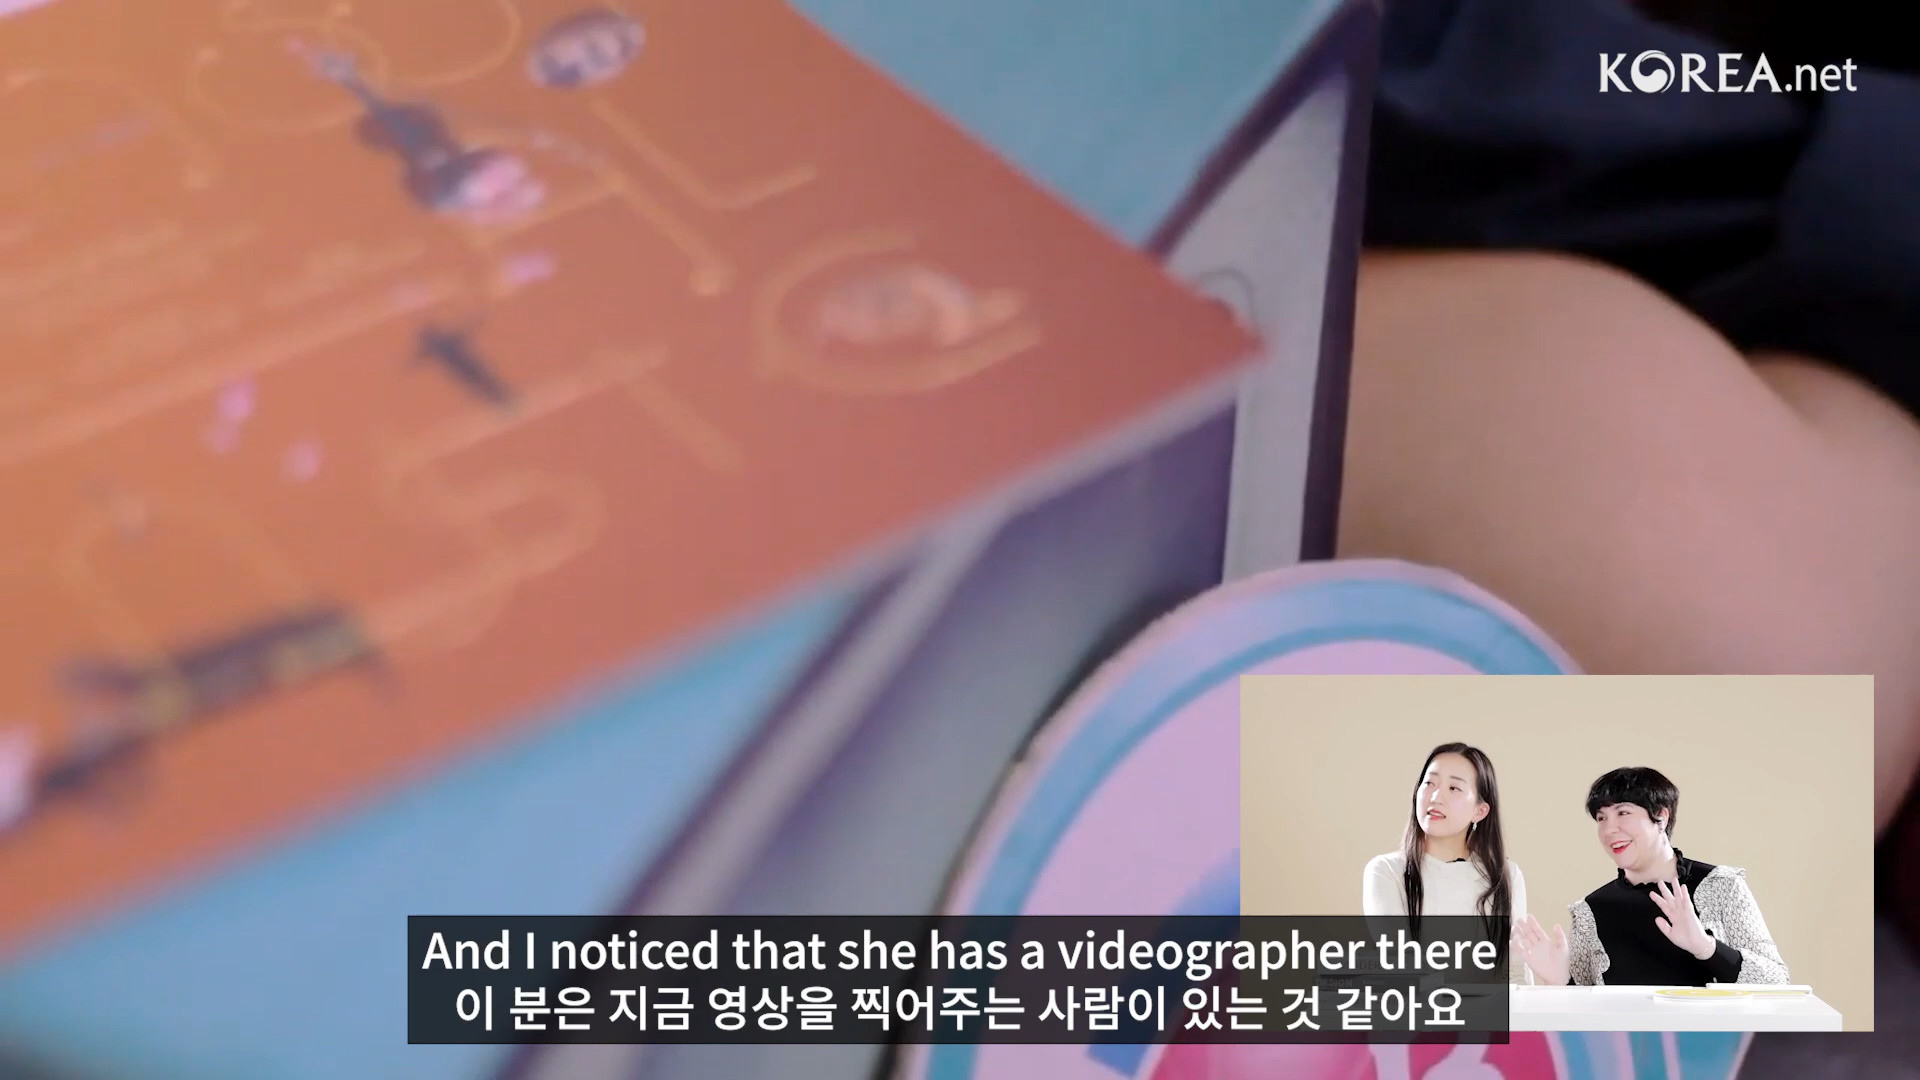 KOREA.net
And I noticed that she has a videographer there
이 분은 지금 영상을 찍어주는 사람이 있는 것 같아요